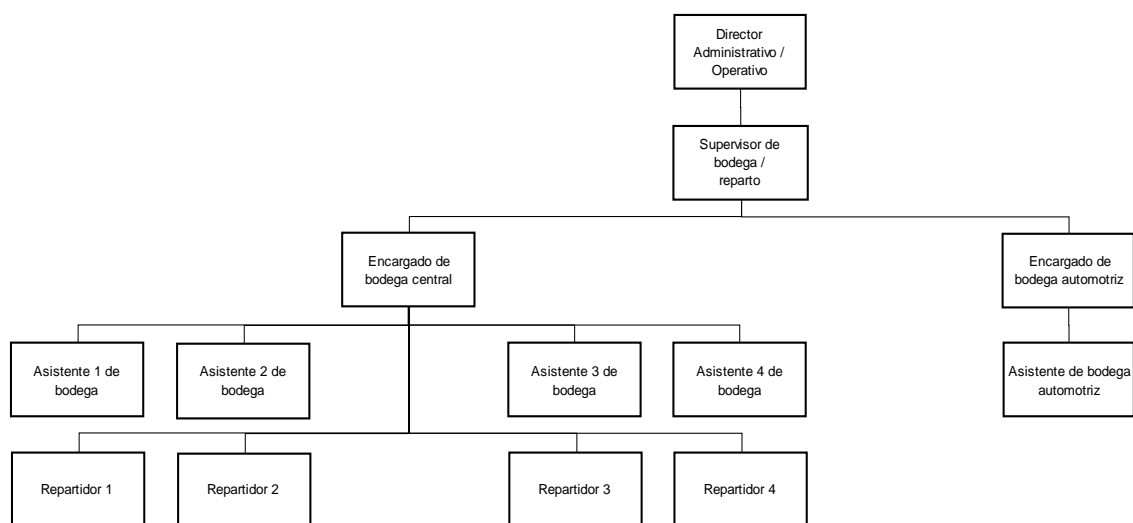 Director
Administrativo /
Operativo
Supervisor de
bodega /
reparto
Encargado de
bodega central
Encargado de
bodega automotriz
Asistente 1 de
bodega
Asistente 2 de
bodega
Asistente 3 de
bodega
Asistente 4 de
bodega
Asistente de bodega
automotriz
Repartidor 1
Repartidor 2
Repartidor 3
Repartidor 4